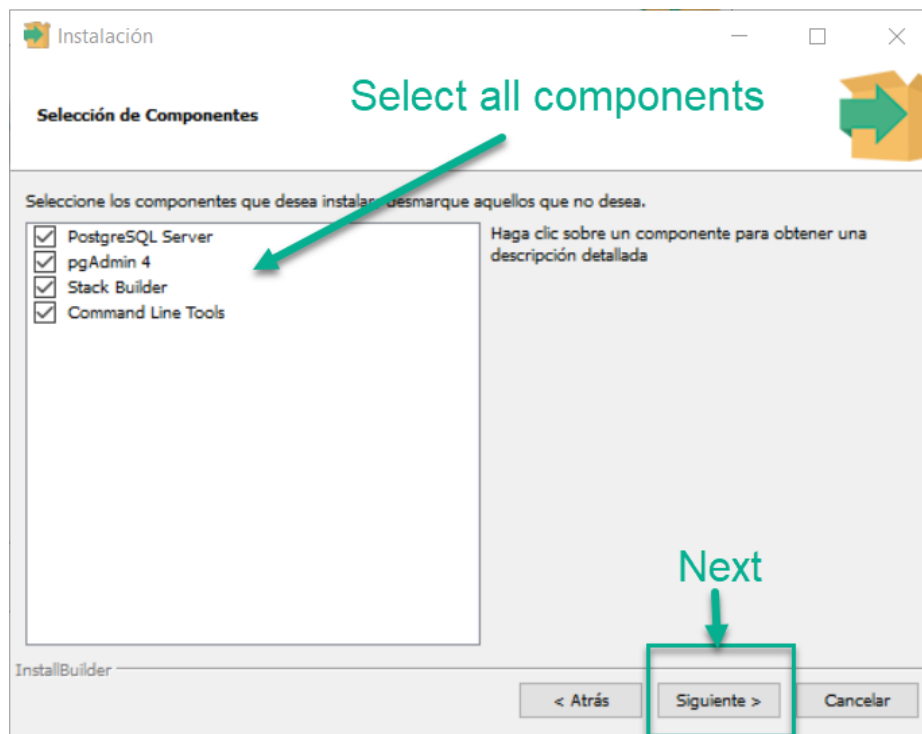 Instalación
Select all components
Selección de Componentes
Seleccione los componentes que desea instalar, desmarque aquellos que no desea.
PostgreSQL Server
pgAdmin 4
Stack Builder
Command Line Tools
Haga clic sobre un componente para obtener una
descripción detallada
Next
InstallBuilder
< Atrás
Siguiente >
Cancelar